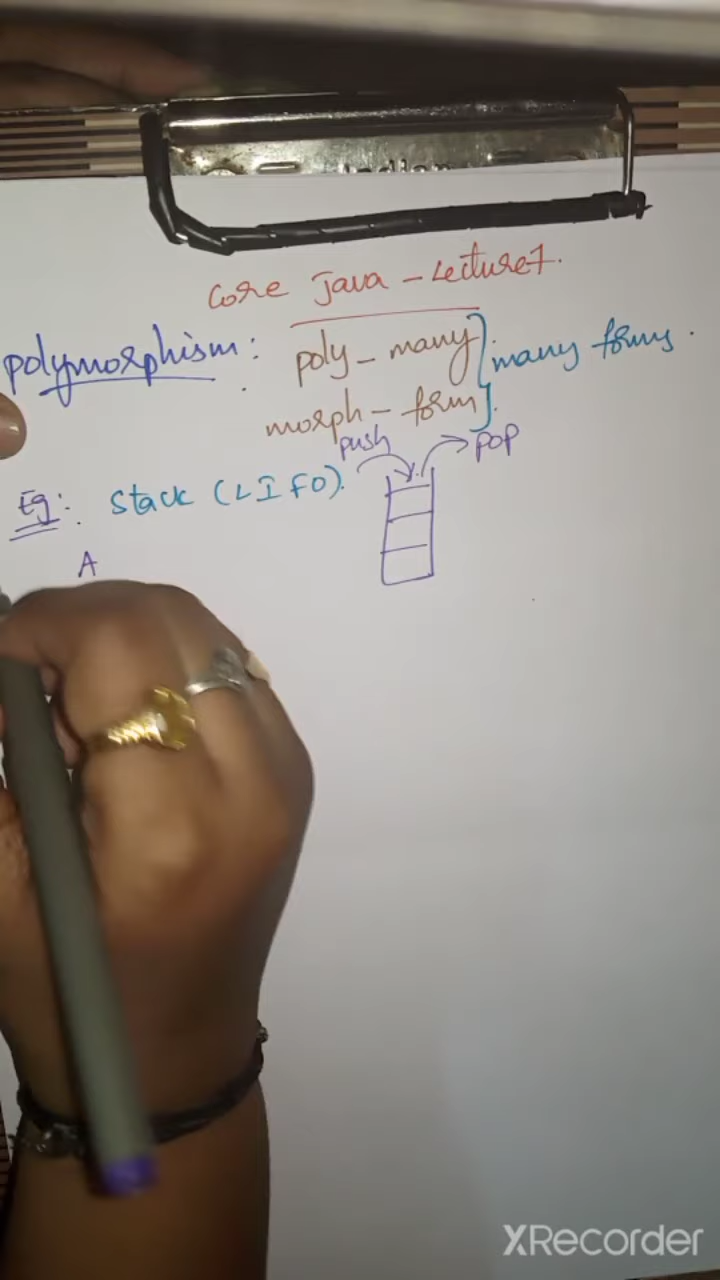 Core Java - Lecture 7.
polymorphism : poly - many } many forms.
morph - form
push
pop
Eg: Stack (LIFO).
A
XRecorder